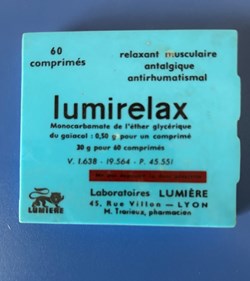 60
comprimés
relaxant musculaire
antalgique
antirhumatismal
lumirelax
Monocarbamate de l'éther glycérique
du gaïacol : 0,50 g pour un comprimé
30 g pour 60 comprimés
V. 1.638 - 19.564 - P. 45.551
Laboratoires LUMIÈRE
45, Rue Villon — LYON
H. Trarieux, pharmacien
LUMIÈRE